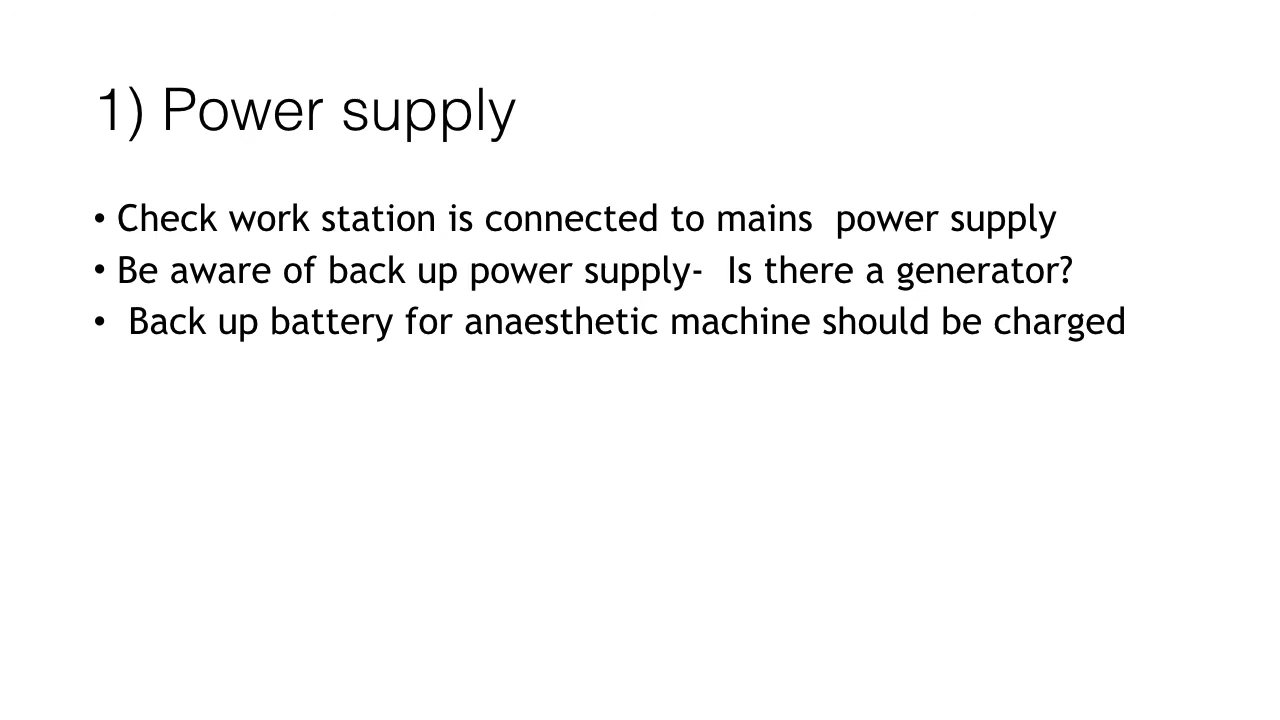 1) Power supply
• Check work station is connected to mains  power supply
• Be aware of back up power supply-  Is there a generator?
•  Back up battery for anaesthetic machine should be charged